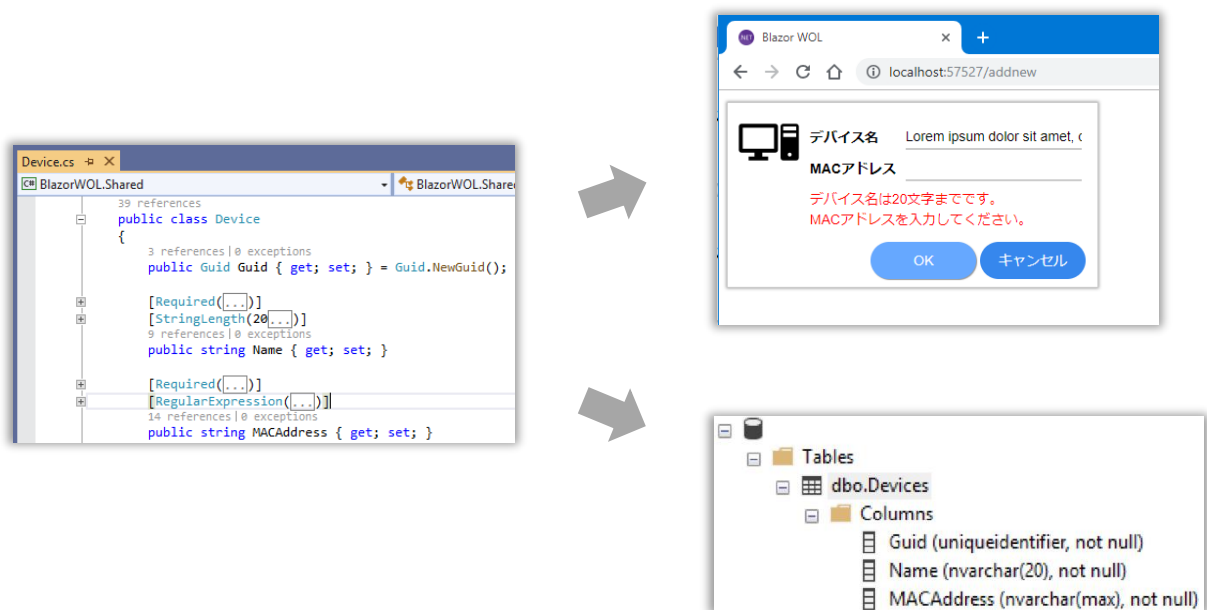 Device.cs
C# BlazorWOL.Shared
BlazorWOL.Share
39 references
public class Device
{
3 references | 0 exceptions
public Guid Guid { get; set; } = Guid.NewGuid();
[Required(...)]
[StringLength(20...)]
9 references | 0 exceptions
public string Name { get; set; }
[Required(...)]
[RegularExpression(...)]
14 references | 0 exceptions
public string MACAddress { get; set; }
NET Blazor WOL
localhost:57527/addnew
デバイス名 Lorem ipsum dolor sit amet, c
MACアドレス
デバイス名は20文字までです。
MACアドレスを入力してください。
OK キャンセル
Tables
dbo.Devices
Columns
Guid (uniqueidentifier, not null)
Name (nvarchar(20), not null)
MACAddress (nvarchar(max), not null)